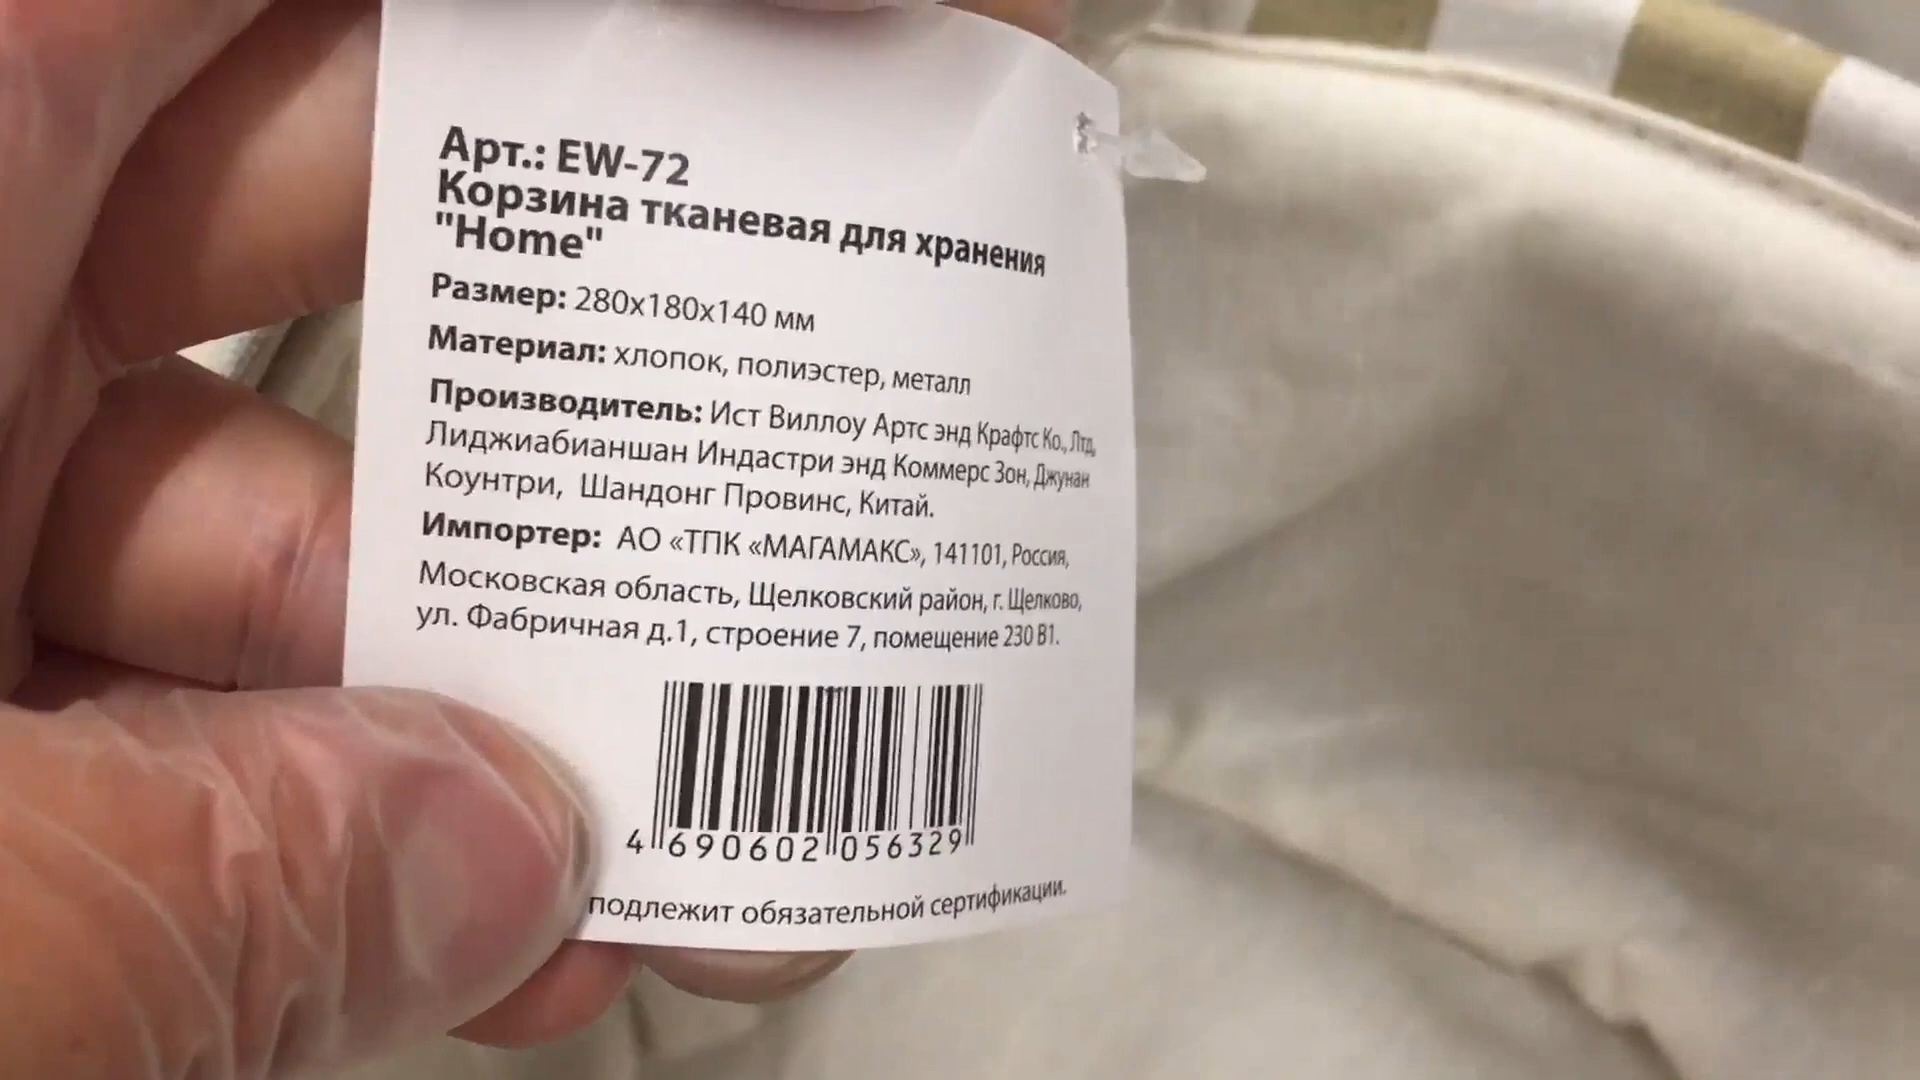 Арт.: EW-72
Корзина тканевая для хранения
"Home"
Размер: 280х180х140 мм
Материал: хлопок, полиэстер, металл
Производитель: Ист Виллоу Артс энд Крафтс Ко., Лтд,
Лиджиабианшан Индастри энд Коммерс Зон, Джунан
Коунтри, Шандонг Провинс, Китай.
Импортер: АО «ТПК «МАГАМАКС», 141101, Россия,
Московская область, Щелковский район, г. Щелково,
ул. Фабричная д.1, строение 7, помещение 230 В1.
4 690602 056329
подлежит обязательной сертификации.